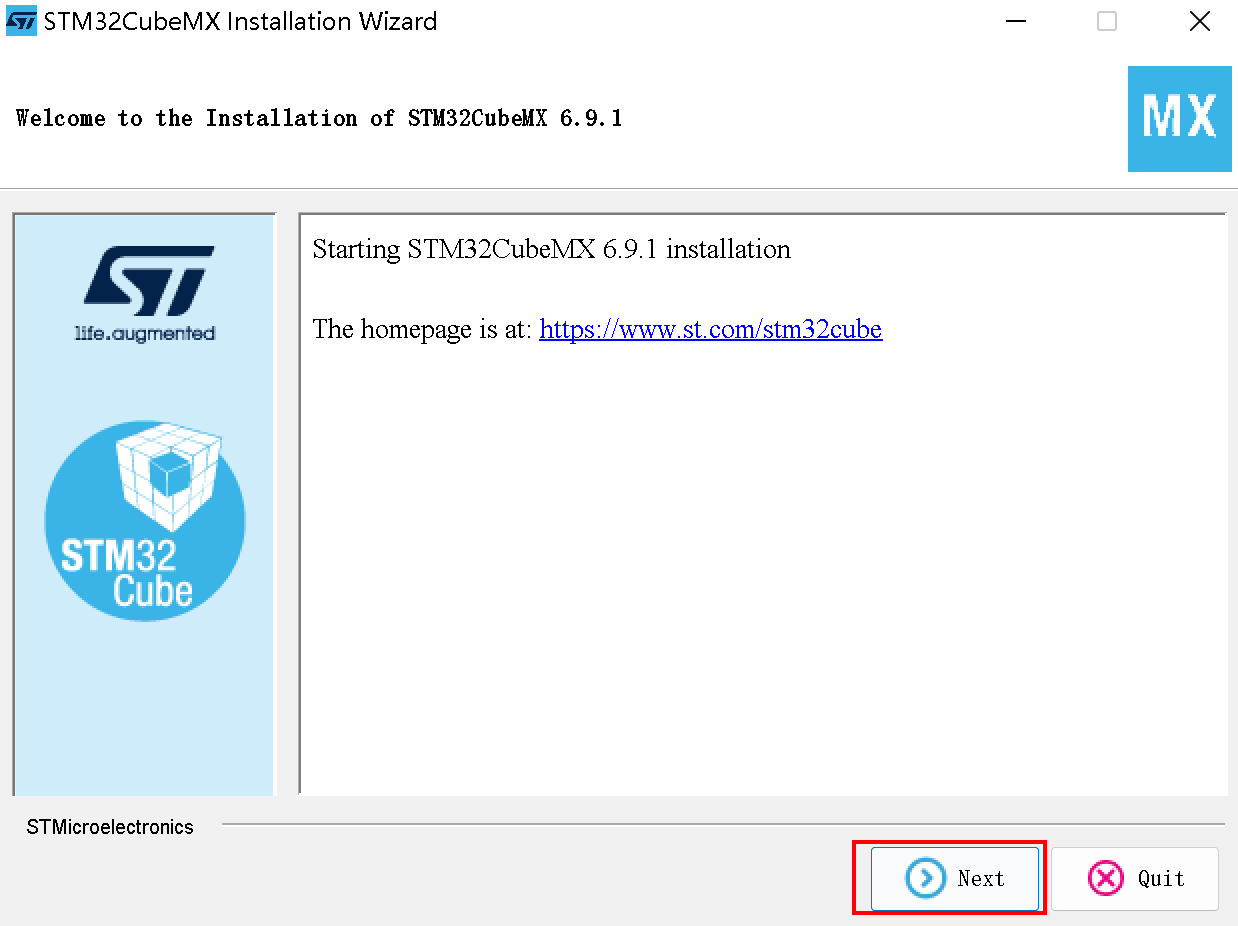 STM32CubeMX Installation Wizard
Welcome to the Installation of STM32CubeMX 6.9.1
MX
ST
life.augmented
STM32
Cube
Starting STM32CubeMX 6.9.1 installation
The homepage is at: https://www.st.com/stm32cube
STMicroelectronics
Next
Quit